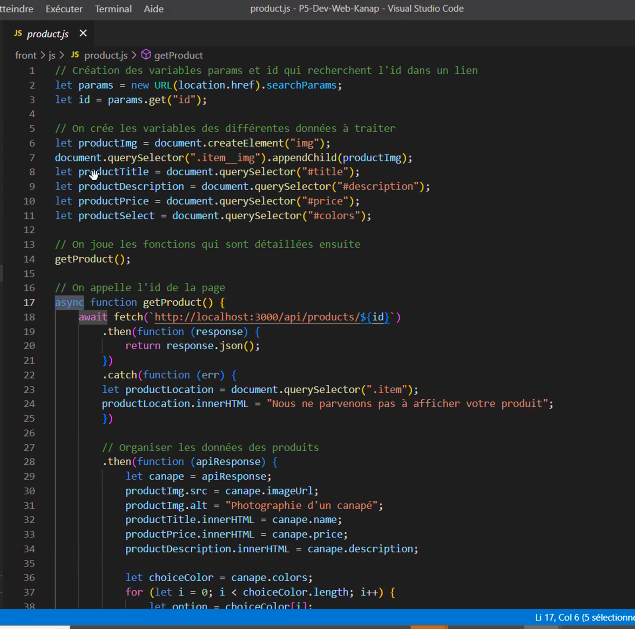 tteindre Exécuter Terminal Aide product.js - P5-Dev-Web-Kanap - Visual Studio Code
JS product.js ×
front > js > JS product.js > getProduct
1 // Création des variables params et id qui recherchent l'id dans un lien
2 let params = new URL(location.href).searchParams;
3 let id = params.get("id");
4
5 // On crée les variables des différentes données à traiter
6 let productImg = document.createElement("img");
7 document.querySelector(".item__img").appendChild(productImg);
8 let productTitle = document.querySelector("#title");
9 let productDescription = document.querySelector("#description");
10 let productPrice = document.querySelector("#price");
11 let productSelect = document.querySelector("#colors");
12
13 // On joue les fonctions qui sont détaillées ensuite
14 getProduct();
15
16 // On appelle l'id de la page
17 async function getProduct() {
18 await fetch(`http://localhost:3000/api/products/${id}`)
19 .then(function (response) {
20 return response.json();
21 })
22 .catch(function (err) {
23 let productLocation = document.querySelector(".item");
24 productLocation.innerHTML = "Nous ne parvenons pas à afficher votre produit";
25 })
26
27 // Organiser les données des produits
28 .then(function (apiResponse) {
29 let canape = apiResponse;
30 productImg.src = canape.imageUrl;
31 productImg.alt = "Photographie d'un canapé";
32 productTitle.innerHTML = canape.name;
33 productPrice.innerHTML = canape.price;
34 productDescription.innerHTML = canape.description;
35
36 let choiceColor = canape.colors;
37 for (let i = 0; i < choiceColor.length; i++) {
38 let option = choiceColor[i];
Li 17, Col 6 (5 sélectionné